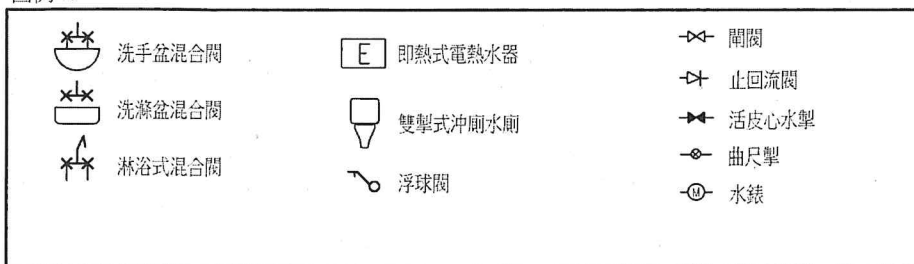 洗手盆混合閥
洗滌盆混合閥
淋浴式混合閥
E 即熱式電熱水器
雙掣式沖廁水廁
浮球閥
閘閥
止回流閥
活皮心水掣
曲尺掣
M 水錶